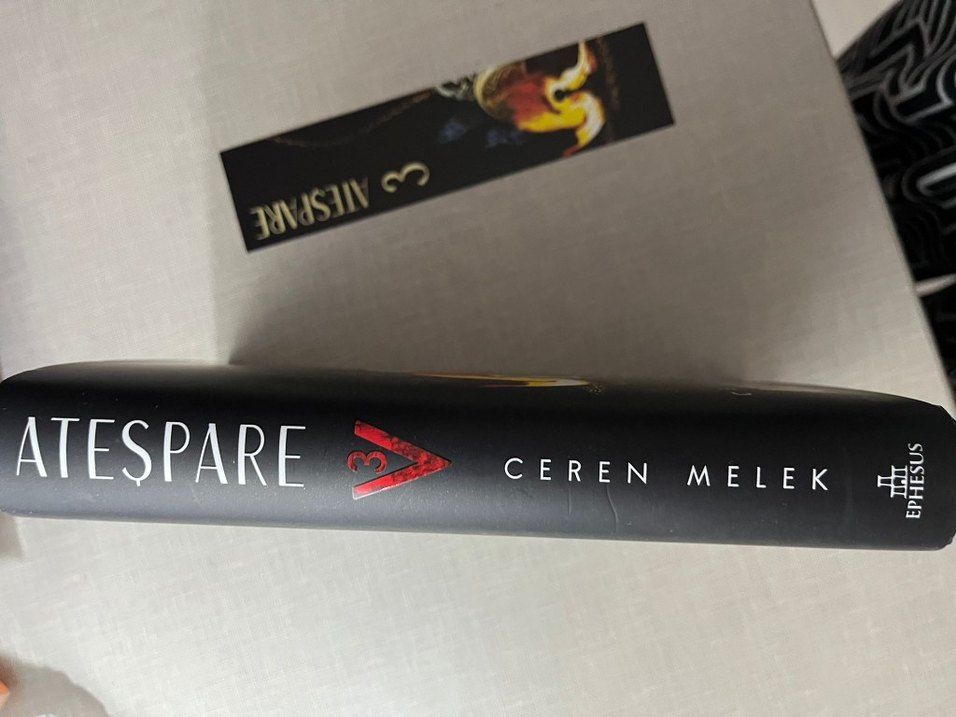 ATEŞPARE
3
ATEŞPARE
3
CEREN MELEK
EPHESUS